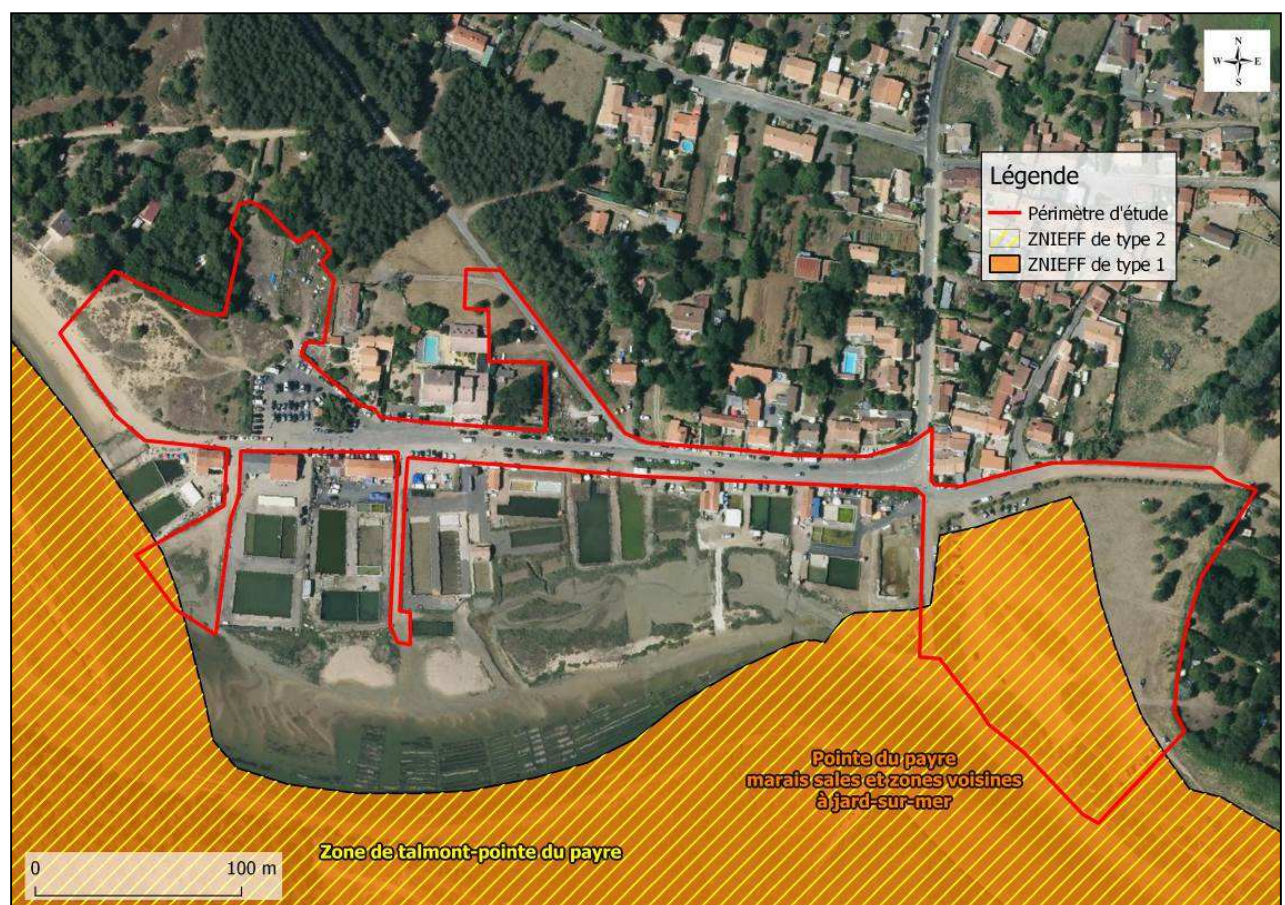 N
W E
S
Légende
Périmètre d'étude
ZNIEFF de type 2
ZNIEFF de type 1
Pointe du payre
marais sales et zones voisines
à jard-sur-mer
Zone de talmont-pointe du payre
0 100 m